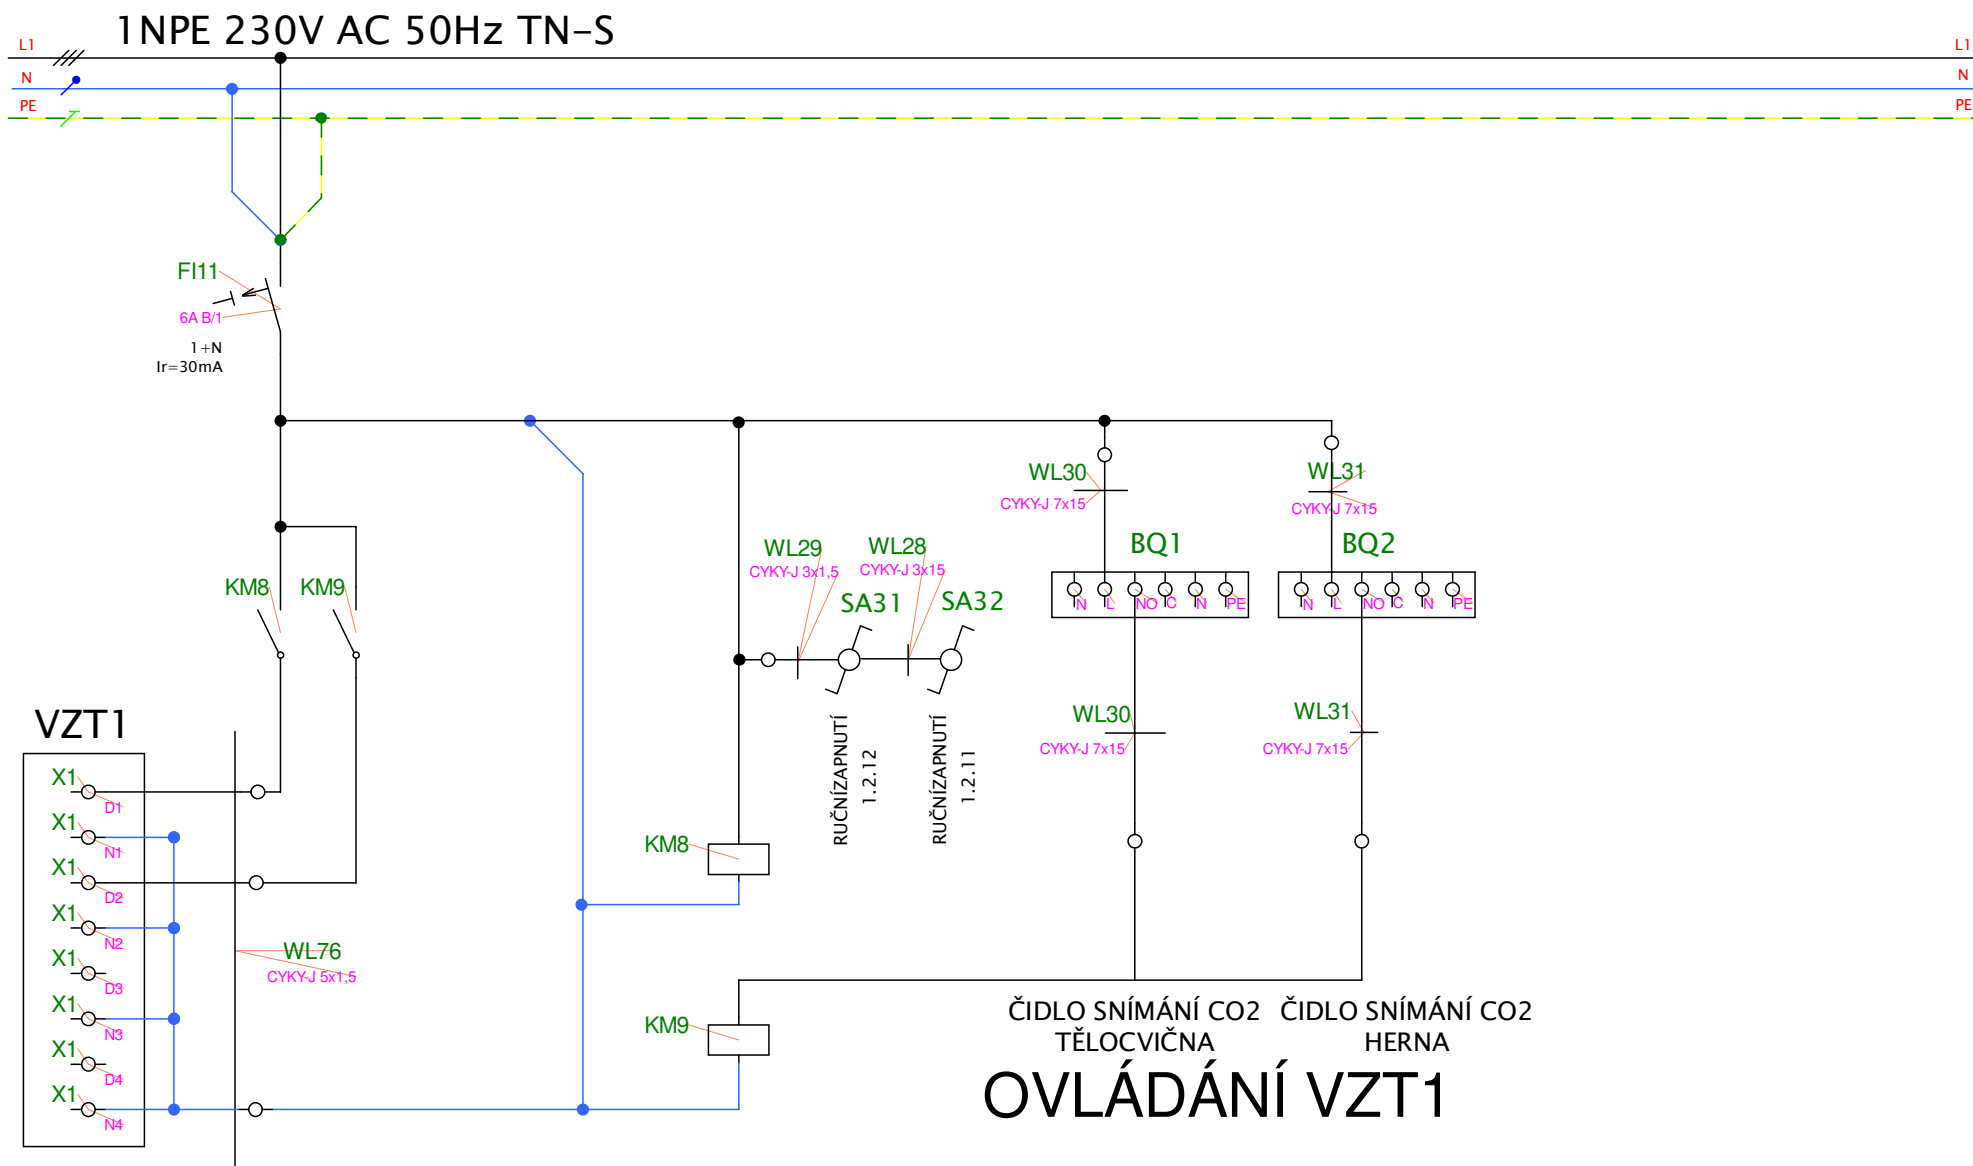 1NPE 230V AC 50Hz TN-S
L1
L1
N
N
PE
PE
FI11
6A B/1
1+N
Ir=30mA
WL30
CYKY-J 7x15
WL31
CYKY-J 7x15
BQ1
BQ2
WL29
CYKY-J 3x1,5
WL28
CYKY-J 3x15
SA31
SA32
KM8
KM9
N
L
NO
C
N
PE
N
L
NO
C
N
PE
RUČNÍZAPNUTÍ
1.2.12
RUČNÍZAPNUTÍ
1.2.11
WL30
CYKY-J 7x15
WL31
CYKY-J 7x15
VZT1
X1
D1
X1
N1
X1
D2
X1
N2
X1
D3
X1
N3
X1
D4
X1
N4
WL76
CYKY-J 5x1,5
KM8
KM9
ČIDLO SNÍMÁNÍ CO2
TĚLOCVIČNA
ČIDLO SNÍMÁNÍ CO2
HERNA
OVLÁDÁNÍ VZT1